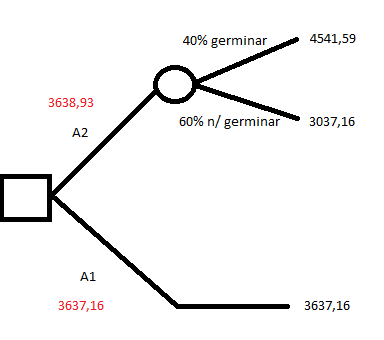 40% germinar
4541,59
3638,93
A2
60% n/ germinar
3037,16
A1
3637,16
3637,16